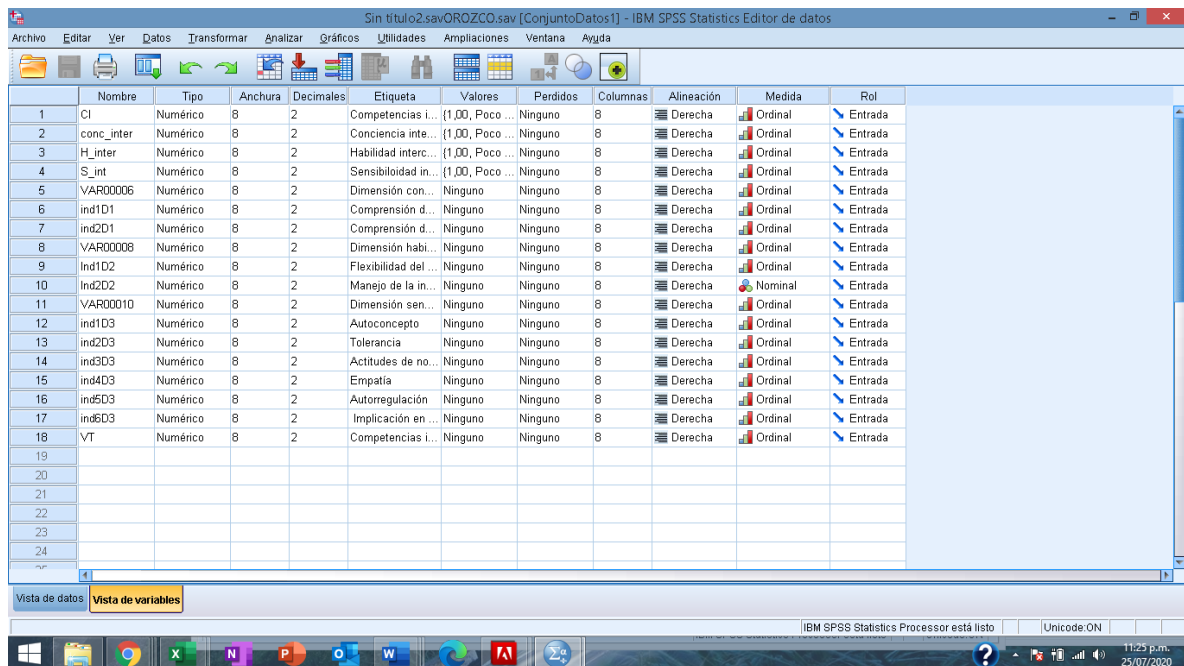 Sin título2.savOROZCO.sav [ConjuntoDatos1] - IBM SPSS Statistics Editor de datos
Archivo Editar Ver Datos Transformar Analizar Gráficos Utilidades Ampliaciones Ventana Ayuda
Nombre Tipo Anchura Decimales Etiqueta Valores Perdidos Columnas Alineación Medida Rol
1 CI Numérico 8 2 Competencias i... {1,00, Poco ... Ninguno 8 Derecha Ordinal Entrada
2 conc_inter Numérico 8 2 Conciencia inte... {1,00, Poco ... Ninguno 8 Derecha Ordinal Entrada
3 H_inter Numérico 8 2 Habilidad interc... {1,00, Poco ... Ninguno 8 Derecha Ordinal Entrada
4 S_int Numérico 8 2 Sensibiloidad in... {1,00, Poco ... Ninguno 8 Derecha Ordinal Entrada
5 VAR00006 Numérico 8 2 Dimensión con... Ninguno Ninguno 8 Derecha Ordinal Entrada
6 ind1D1 Numérico 8 2 Comprensión d... Ninguno Ninguno 8 Derecha Ordinal Entrada
7 ind2D1 Numérico 8 2 Comprensión d... Ninguno Ninguno 8 Derecha Ordinal Entrada
8 VAR00008 Numérico 8 2 Dimensión habi... Ninguno Ninguno 8 Derecha Ordinal Entrada
9 Ind1D2 Numérico 8 2 Flexibilidad del ... Ninguno Ninguno 8 Derecha Ordinal Entrada
10 Ind2D2 Numérico 8 2 Manejo de la in... Ninguno Ninguno 8 Derecha Nominal Entrada
11 VAR00010 Numérico 8 2 Dimensión sen... Ninguno Ninguno 8 Derecha Ordinal Entrada
12 ind1D3 Numérico 8 2 Autoconcepto Ninguno Ninguno 8 Derecha Ordinal Entrada
13 ind2D3 Numérico 8 2 Tolerancia Ninguno Ninguno 8 Derecha Ordinal Entrada
14 ind3D3 Numérico 8 2 Actitudes de no... Ninguno Ninguno 8 Derecha Ordinal Entrada
15 ind4D3 Numérico 8 2 Empatía Ninguno Ninguno 8 Derecha Ordinal Entrada
16 ind5D3 Numérico 8 2 Autorregulación Ninguno Ninguno 8 Derecha Ordinal Entrada
17 ind6D3 Numérico 8 2 Implicación en ... Ninguno Ninguno 8 Derecha Ordinal Entrada
18 VT Numérico 8 2 Competencias i... Ninguno Ninguno 8 Derecha Ordinal Entrada
19
20
21
22
23
24
Vista de datos Vista de variables
IBM SPSS Statistics Processor está listo Unicode:ON
11:25 p.m.
25/07/2020